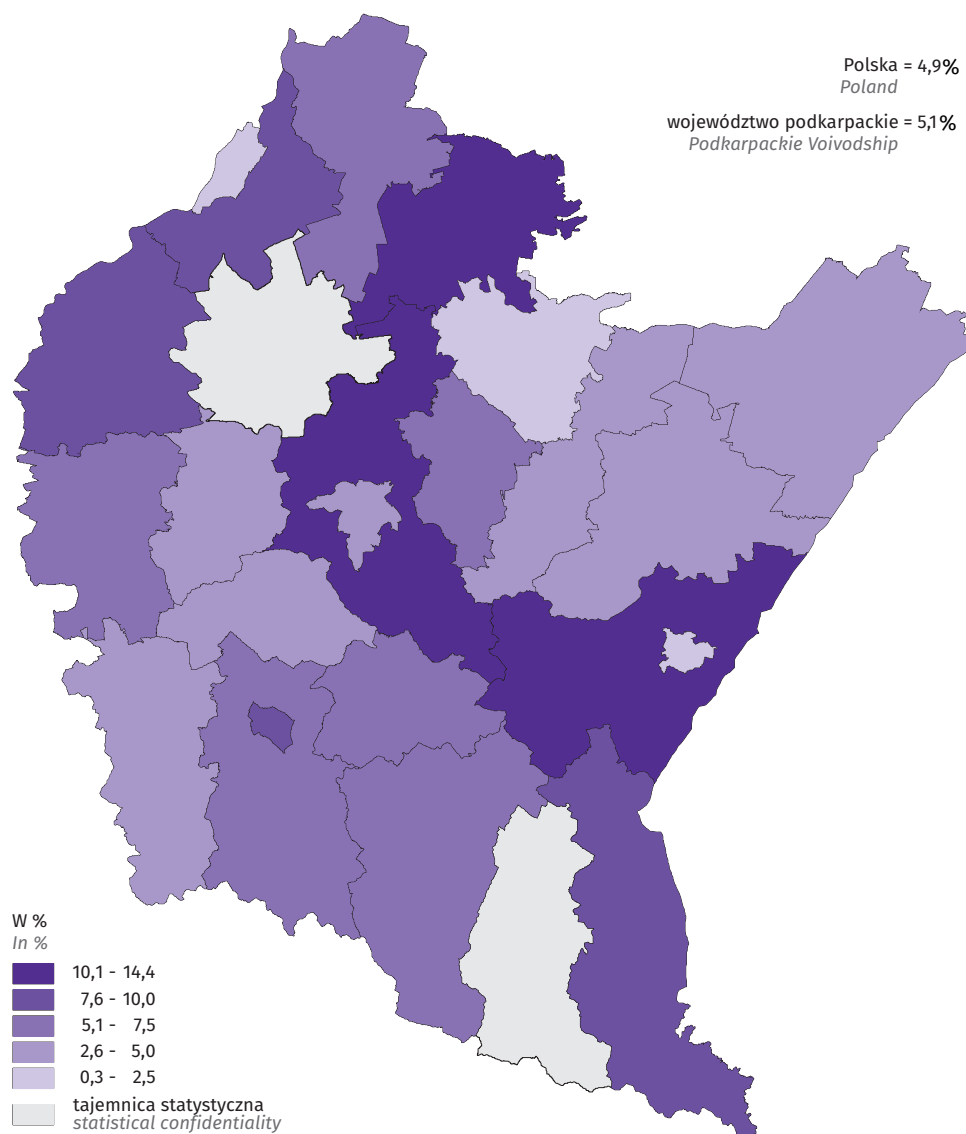 Polska = 4,9%
Poland
województwo podkarpackie = 5,1%
Podkarpackie Voivodship
W %
In %
10,1 - 14,4
7,6 - 10,0
5,1 - 7,5
2,6 - 5,0
0,3 - 2,5
tajemnica statystyczna
statistical confidentiality